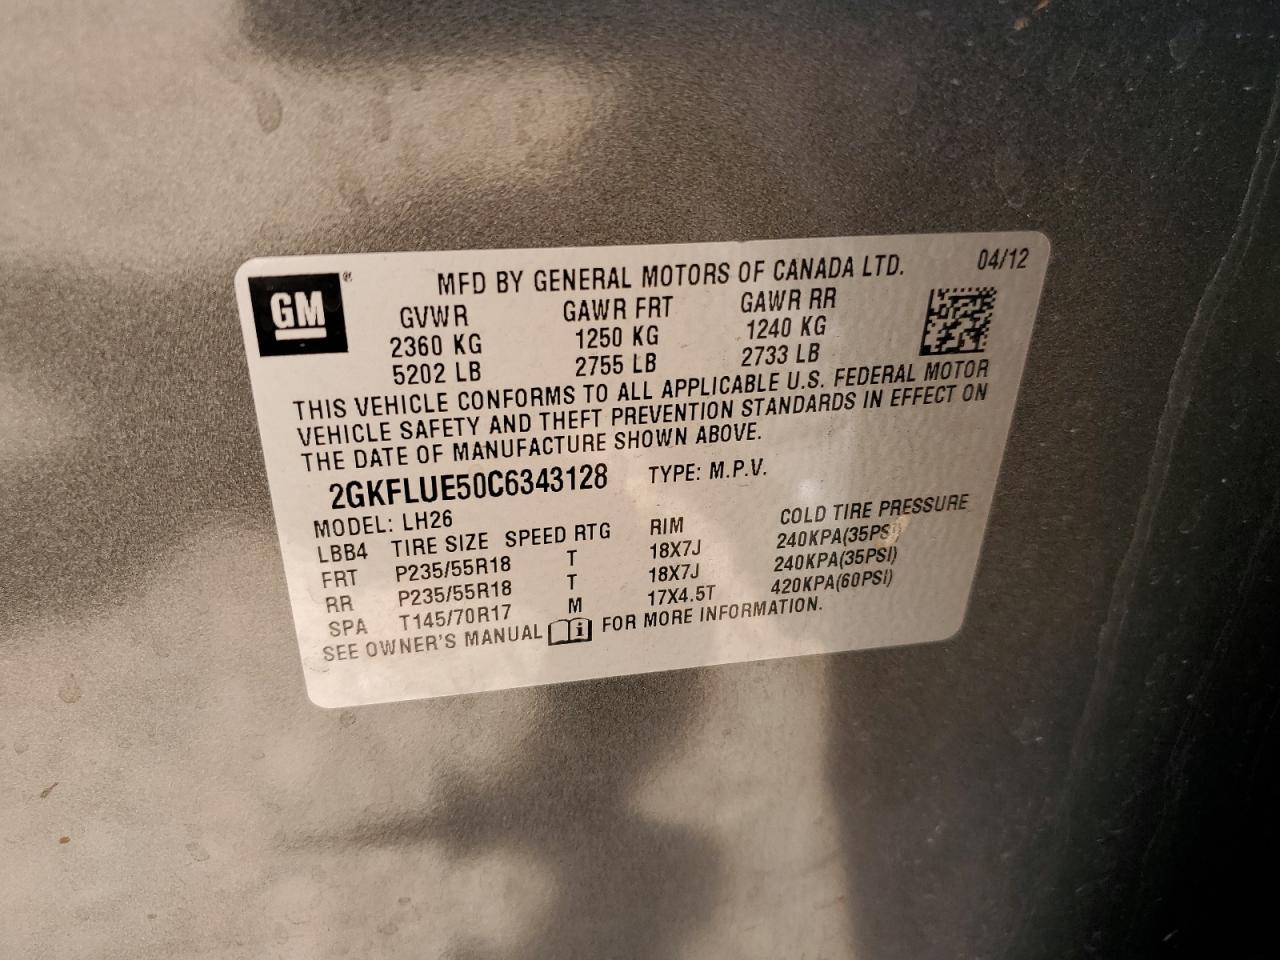 GM
MFD BY GENERAL MOTORS OF CANADA LTD. 04/12
GVWR GAWR FRT GAWR RR
2360 KG 1250 KG 1240 KG
5202 LB 2755 LB 2733 LB
THIS VEHICLE CONFORMS TO ALL APPLICABLE U.S. FEDERAL MOTOR
VEHICLE SAFETY AND THEFT PREVENTION STANDARDS IN EFFECT ON
THE DATE OF MANUFACTURE SHOWN ABOVE.
2GKFLUE50C6343128 TYPE: M.P.V.
MODEL: LH26
LBB4 TIRE SIZE SPEED RTG RIM COLD TIRE PRESSURE
FRT P235/55R18 T 18X7J 240KPA(35PSI)
RR P235/55R18 T 18X7J 240KPA(35PSI)
SPA T145/70R17 M 17X4.5T 420KPA(60PSI)
SEE OWNER'S MANUAL i FOR MORE INFORMATION.